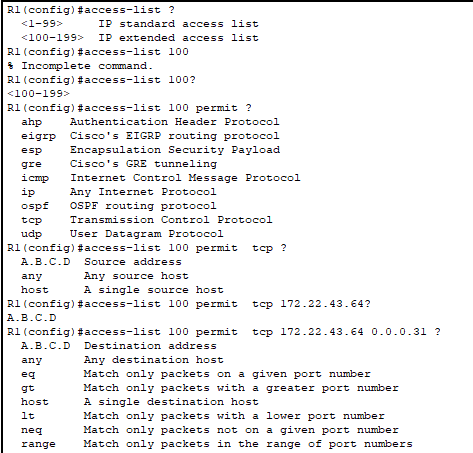 R1(config)#access-list ?
<1-99> IP standard access list
<100-199> IP extended access list
R1(config)#access-list 100
% Incomplete command.
R1(config)#access-list 100?
<100-199>
R1(config)#access-list 100 permit ?
ahp Authentication Header Protocol
eigrp Cisco's EIGRP routing protocol
esp Encapsulation Security Payload
gre Cisco's GRE tunneling
icmp Internet Control Message Protocol
ip Any Internet Protocol
ospf OSPF routing protocol
tcp Transmission Control Protocol
udp User Datagram Protocol
R1(config)#access-list 100 permit  tcp ?
A.B.C.D Source address
any Any source host
host A single source host
R1(config)#access-list 100 permit  tcp 172.22.43.64?
A.B.C.D
R1(config)#access-list 100 permit  tcp 172.22.43.64 0.0.0.31 ?
A.B.C.D Destination address
any Any destination host
eq Match only packets on a given port number
gt Match only packets with a greater port number
host A single destination host
lt Match only packets with a lower port number
neq Match only packets not on a given port number
range Match only packets in the range of port numbers